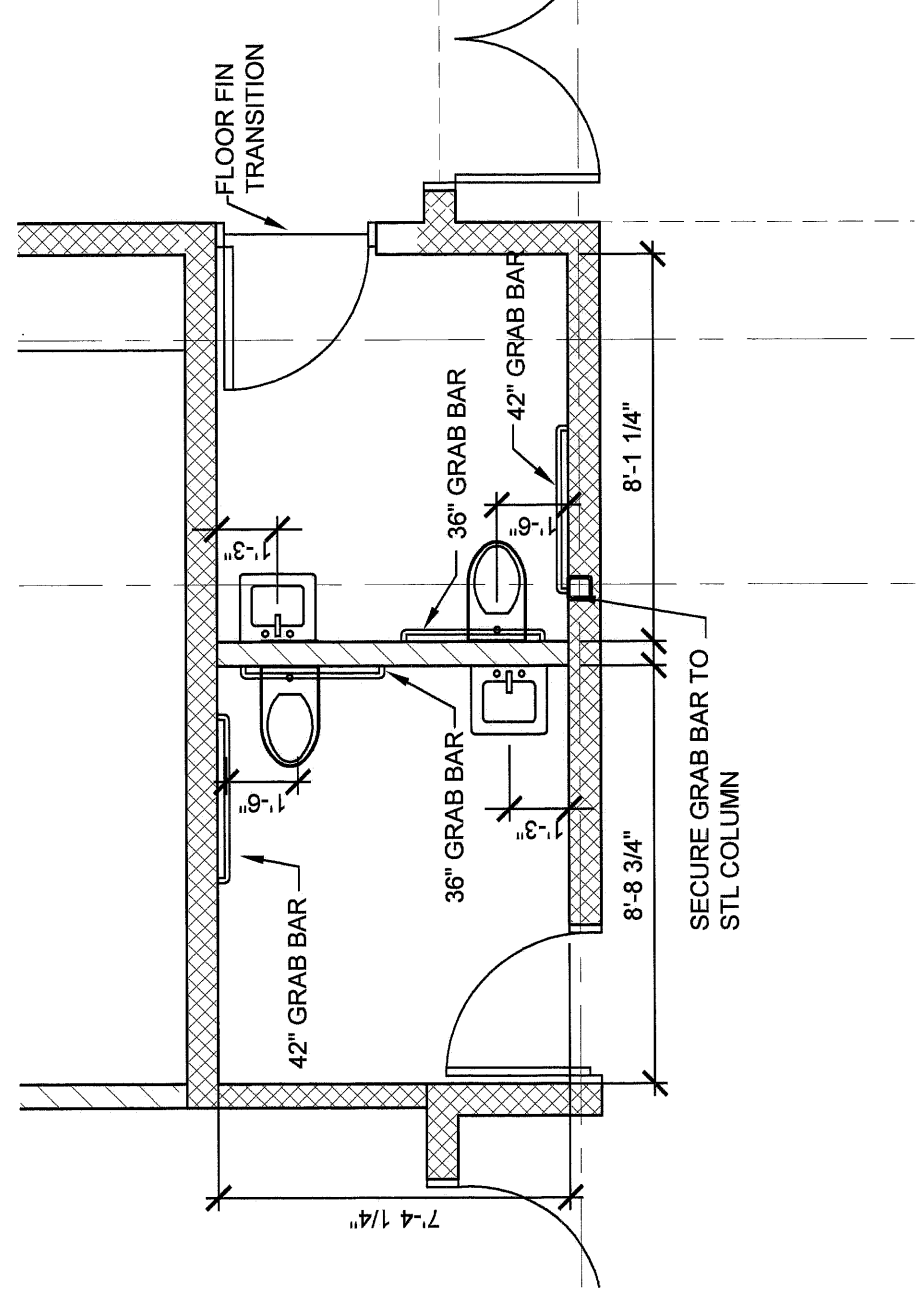 FLOOR FIN
TRANSITION
42" GRAB BAR
36" GRAB BAR
1'-3"
1'-6"
8'-1 1/4"
1'-6"
36" GRAB BAR
1'-3"
42" GRAB BAR
8'-8 3/4"
SECURE GRAB BAR TO
STL COLUMN
7'-4 1/4"